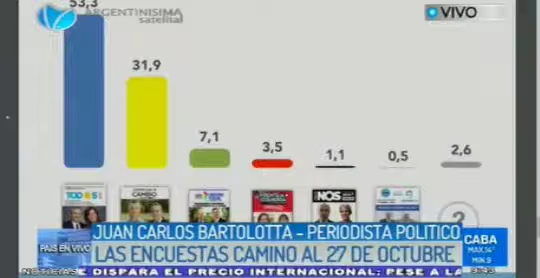 53,3
ARGENTINISIMA
satelital
VIVO
31,9
7,1
3,5
1,1
0,5
2,6
TODOS
CAMBIO
NOS
?
JUAN CARLOS BARTOLOTTA - PERIODISTA POLITICO
PAIS EN VIVO
LAS ENCUESTAS CAMINO AL 27 DE OCTUBRE
CABA
MAX.14°
MIN.9
NOTICIAS
E DISPARA EL PRECIO INTERNACIONAL: PESE A LA